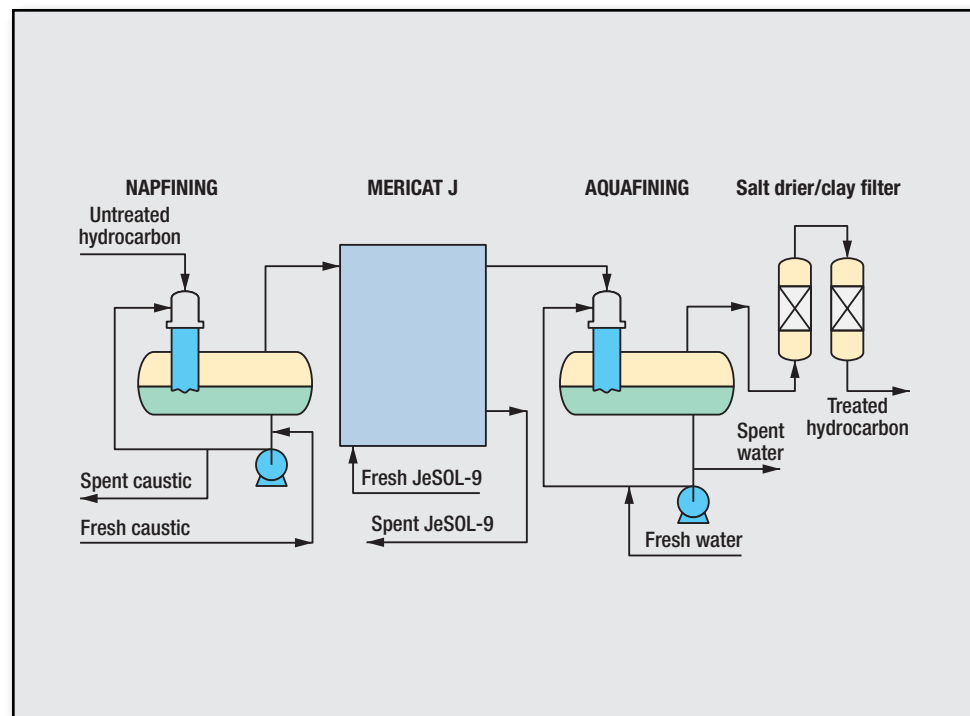 NAPFINING
MERICAT J
AQUAFINING
Salt drier/clay filter
Untreated
hydrocarbon
Spent caustic
Fresh caustic
Fresh JeSOL-9
Spent JeSOL-9
Spent
water
Fresh water
Treated
hydrocarbon